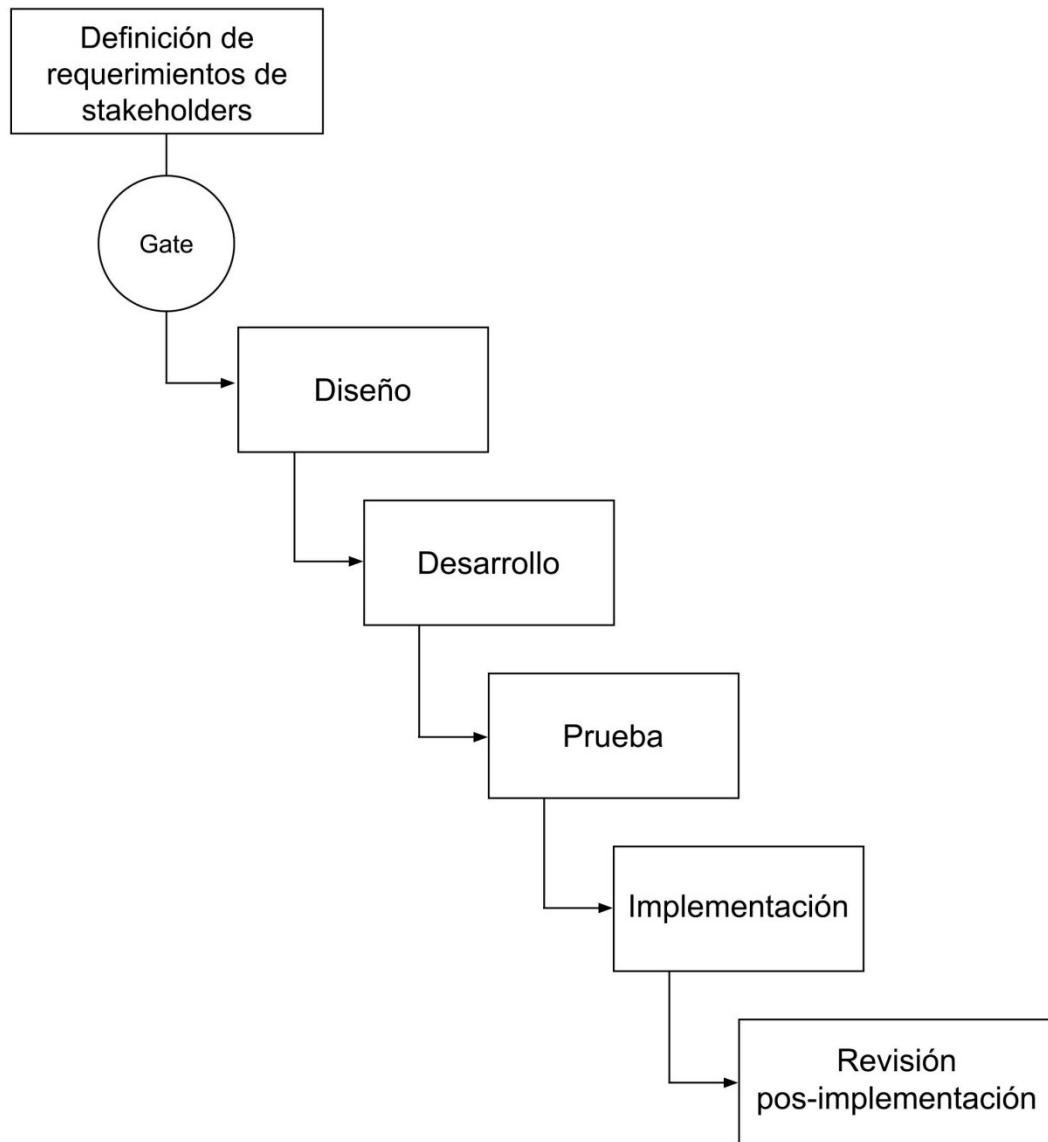 Definición de
requerimientos de
stakeholders
Gate
Diseño
Desarrollo
Prueba
Implementación
Revisión
pos-implementación